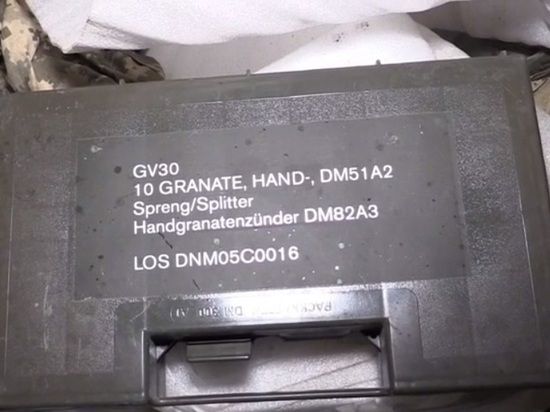 GV30
10 GRANATE, HAND-, DM51A2
Spreng/Splitter
Handgranatenzünder DM82A3
LOS DNM05C0016